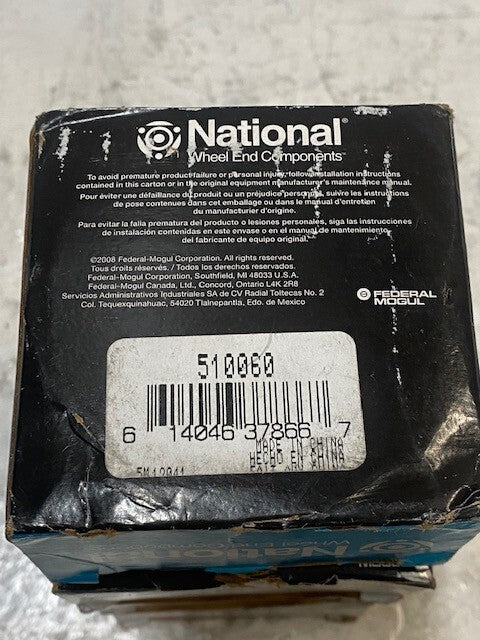 National®
Wheel End Components™
To avoid premature product failure or personal injury, follow installation instructions
contained in this carton or in the original equipment manufacturer's maintenance manual.
Pour éviter une défaillance du produit ou un préjudice personnel, suivre les instructions
de pose contenues dans cet emballage ou dans le manuel d'entretien
du manufacturier d'origine.
Para evitar la falla prematura del producto o lesiones personales, siga las instrucciones
de instalación contenidas en este envase o en el manual de mantenimiento
del fabricante de equipo original.
©2008 Federal-Mogul Corporation. All rights reserved.
Tous droits réservés. / Todos los derechos reservados.
Federal-Mogul Corporation, Southfield, MI 48033 U.S.A.
Federal-Mogul Canada, Ltd., Concord, Ontario L4K 2R8
Servicios Administrativos Industriales SA de CV Radial Toltecas No. 2
Col. Tequexquinahuac, 54020 Tlalnepantla, Edo. de Mexico
FEDERAL
MOGUL
510060
6 14046 37866 7
MADE IN CHINA
HECHO EN CHINA
5M12041
National